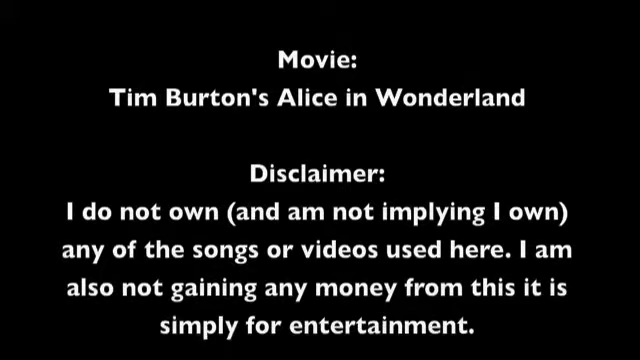 Movie:
Tim Burton's Alice in Wonderland
Disclaimer:
I do not own (and am not implying I own)
any of the songs or videos used here. I am
also not gaining any money from this it is
simply for entertainment.